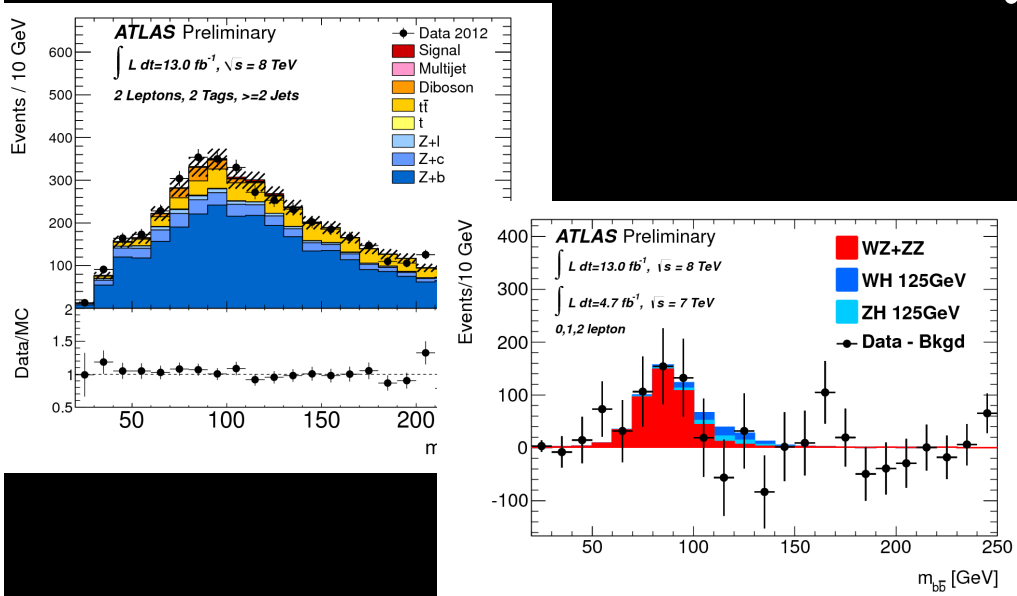 Events / 10 GeV
600
500
400
300
200
100
ATLAS Preliminary
∫ L dt=13.0 fb⁻¹, √s = 8 TeV
2 Leptons, 2 Tags, >=2 Jets
Data 2012
Signal
Multijet
Diboson
tt̄
t
Z+l
Z+c
Z+b
Data/MC
2
1.5
1
0.5
50
100
150
200
m
Events/10 GeV
400
300
200
100
0
-100
ATLAS Preliminary
∫ L dt=13.0 fb⁻¹, √s = 8 TeV
∫ L dt=4.7 fb⁻¹, √s = 7 TeV
0,1,2 lepton
WZ+ZZ
WH 125GeV
ZH 125GeV
Data - Bkgd
50
100
150
200
250
m_bb̄ [GeV]